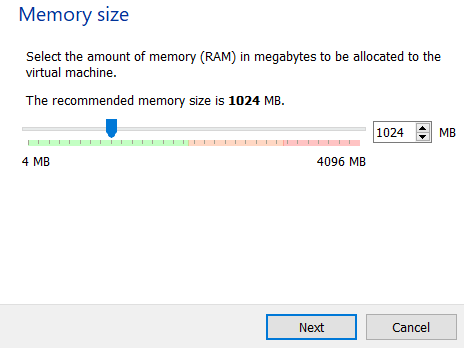 Memory size
Select the amount of memory (RAM) in megabytes to be allocated to the
virtual machine.
The recommended memory size is 1024 MB.
1024 MB
4 MB 4096 MB
Next Cancel